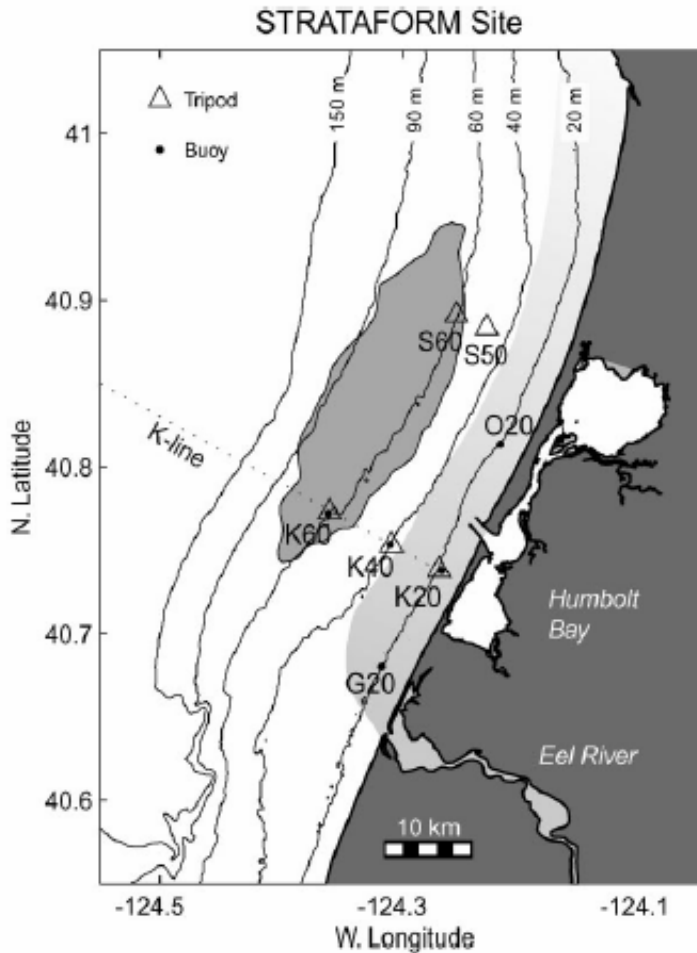 STRATAFORM Site
Tripod
Buoy
150 m
90 m
60 m
40 m
20 m
41
40.9
40.8
40.7
40.6
N. Latitude
S60
S50
O20
K-line
K60
K40
K20
G20
Humbolt
Bay
Eel River
10 km
-124.5
-124.3
-124.1
W. Longitude